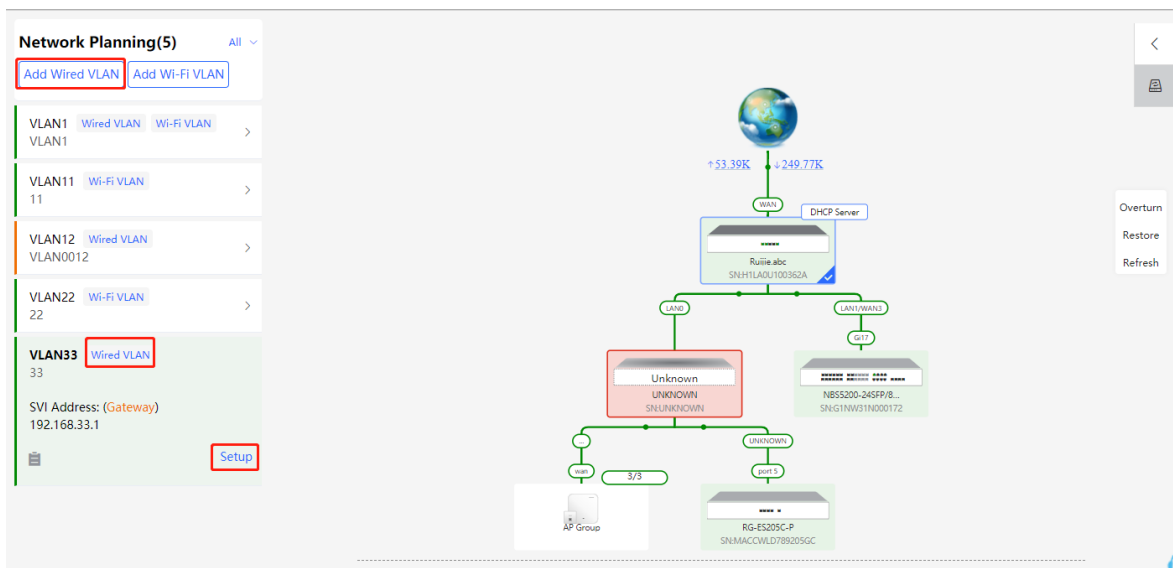 Network Planning(5) All
Add Wired VLAN Add Wi-Fi VLAN
VLAN1 Wired VLAN Wi-Fi VLAN
VLAN1
VLAN11 Wi-Fi VLAN
11
VLAN12 Wired VLAN
VLAN0012
VLAN22 Wi-Fi VLAN
22
VLAN33 Wired VLAN
33
SVI Address: (Gateway)
192.168.33.1
Setup
↑53.39K ↓249.77K
WAN
DHCP Server
Ruijie.abc
SN:H1LA0U100362A
LAN0
LAN1/WAN3
Gi17
Unknown
UNKNOWN
SN:UNKNOWN
NBS5200-24SFP/8...
SN:G1NW31N000172
...
UNKNOWN
wan
3/3
port 5
AP Group
RG-ES205C-P
SN:MACCWLD789205GC
Overturn
Restore
Refresh